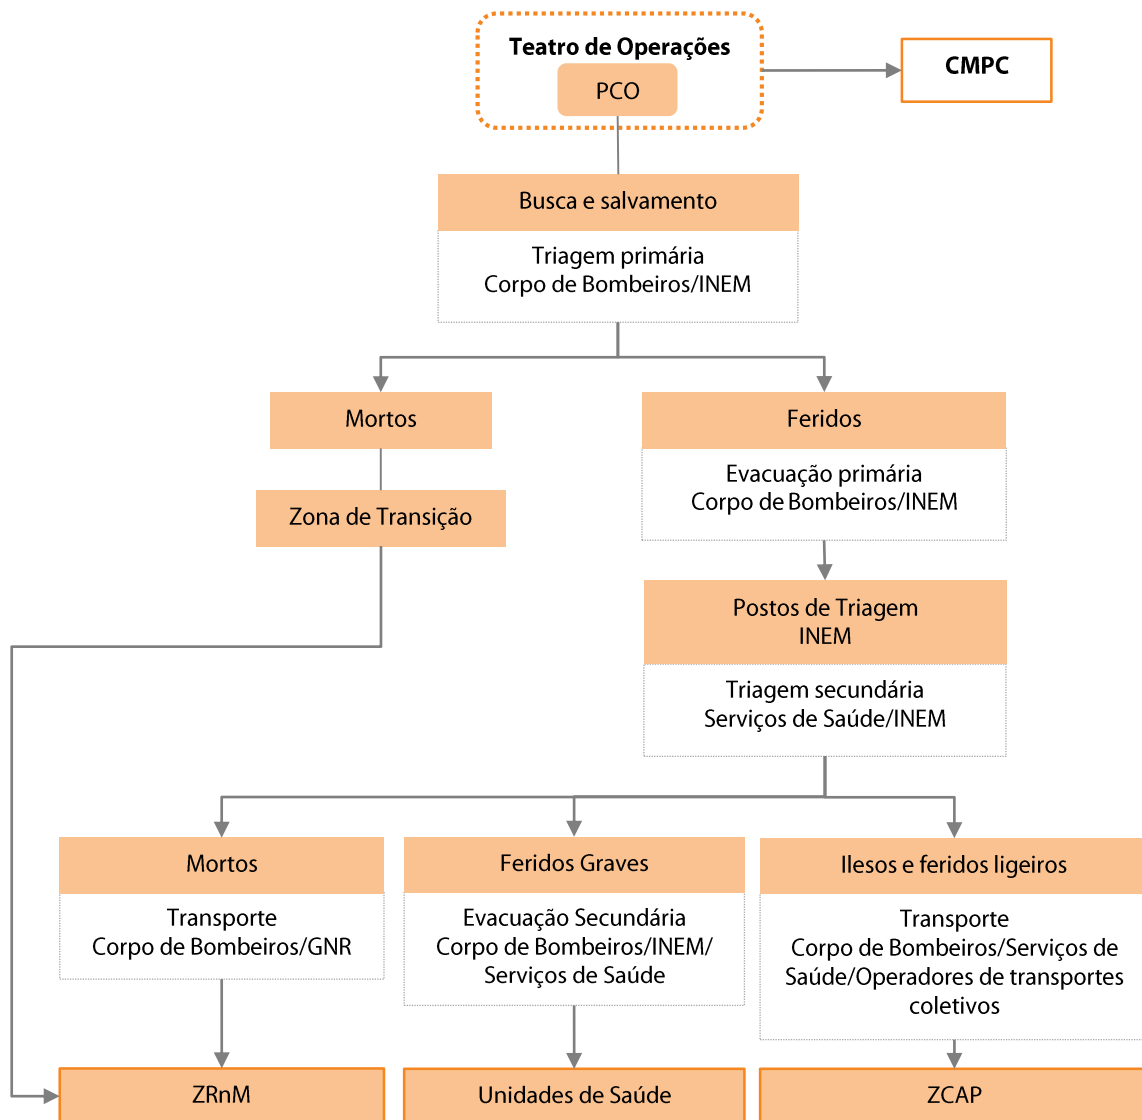 Teatro de Operações
PCO
CMPC
Busca e salvamento
Triagem primária
Corpo de Bombeiros/INEM
Mortos
Feridos
Evacuação primária
Corpo de Bombeiros/INEM
Zona de Transição
Postos de Triagem
INEM
Triagem secundária
Serviços de Saúde/INEM
Mortos
Transporte
Corpo de Bombeiros/GNR
Feridos Graves
Evacuação Secundária
Corpo de Bombeiros/INEM/
Serviços de Saúde
Ilesos e feridos ligeiros
Transporte
Corpo de Bombeiros/Serviços de
Saúde/Operadores de transportes
coletivos
ZRnM
Unidades de Saúde
ZCAP